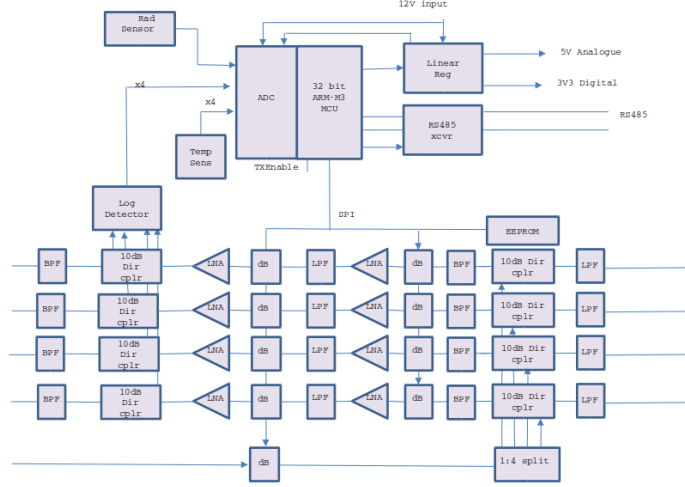 12V input
Rad
Sensor
ADC
32 bit
ARM-M3
MCU
Linear
Reg
5V Analogue
3V3 Digital
x4
x4
RS485
xcvr
RS485
Temp
Sens
TXEnable
Log
Detector
SPI
EEPROM
BPF
10dB
Dir
cplr
LNA
dB
LPF
LNA
dB
BPF
10dB Dir
cplr
LPF
BPF
10dB
Dir
cplr
LNA
dB
LPF
LNA
dB
BPF
10dB Dir
cplr
LPF
BPF
10dB
Dir
cplr
LNA
dB
LPF
LNA
dB
BPF
10dB Dir
cplr
LPF
BPF
10dB
Dir
cplr
LNA
dB
LPF
LNA
dB
BPF
10dB Dir
cplr
LPF
dB
1:4 split